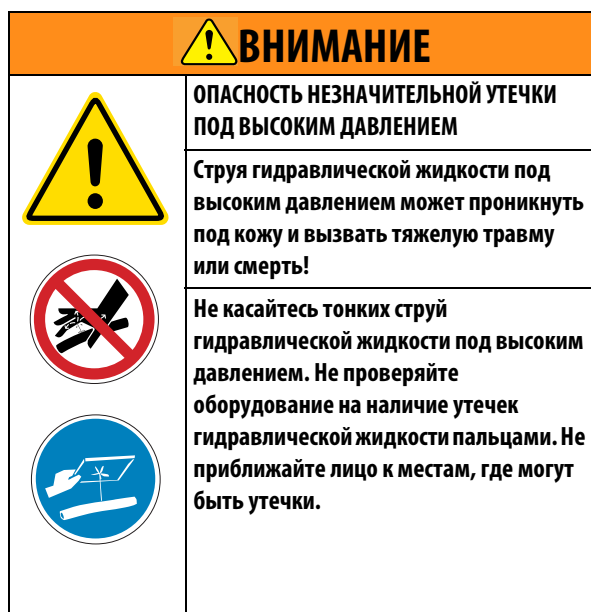 ВНИМАНИЕ
ОПАСНОСТЬ НЕЗНАЧИТЕЛЬНОЙ УТЕЧКИ
ПОД ВЫСОКИМ ДАВЛЕНИЕМ
Струя гидравлической жидкости под
высоким давлением может проникнуть
под кожу и вызвать тяжелую травму
или смерть!
Не касайтесь тонких струй
гидравлической жидкости под высоким
давлением. Не проверяйте
оборудование на наличие утечек
гидравлической жидкости пальцами. Не
приближайте лицо к местам, где могут
быть утечки.